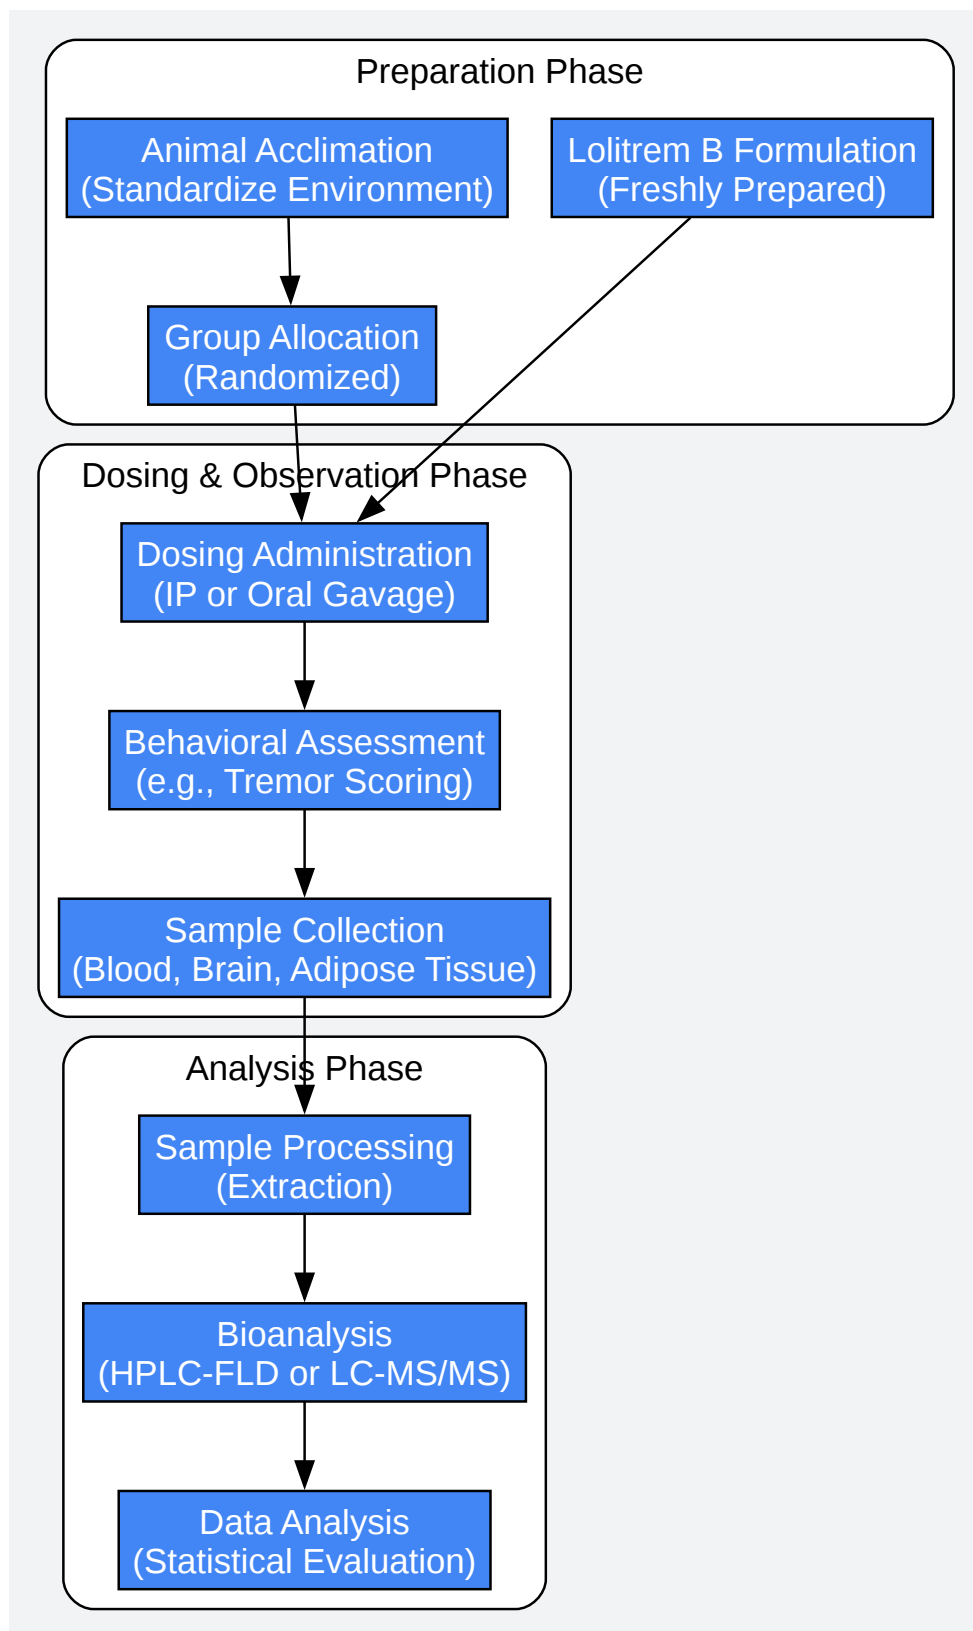 Preparation Phase
Animal Acclimation
(Standardize Environment)
Lolitrem B Formulation
(Freshly Prepared)
Group Allocation
(Randomized)
Dosing & Observation Phase
Dosing Administration
(IP or Oral Gavage)
Behavioral Assessment
(e.g., Tremor Scoring)
Sample Collection
(Blood, Brain, Adipose Tissue)
Analysis Phase
Sample Processing
(Extraction)
Bioanalysis
(HPLC-FLD or LC-MS/MS)
Data Analysis
(Statistical Evaluation)